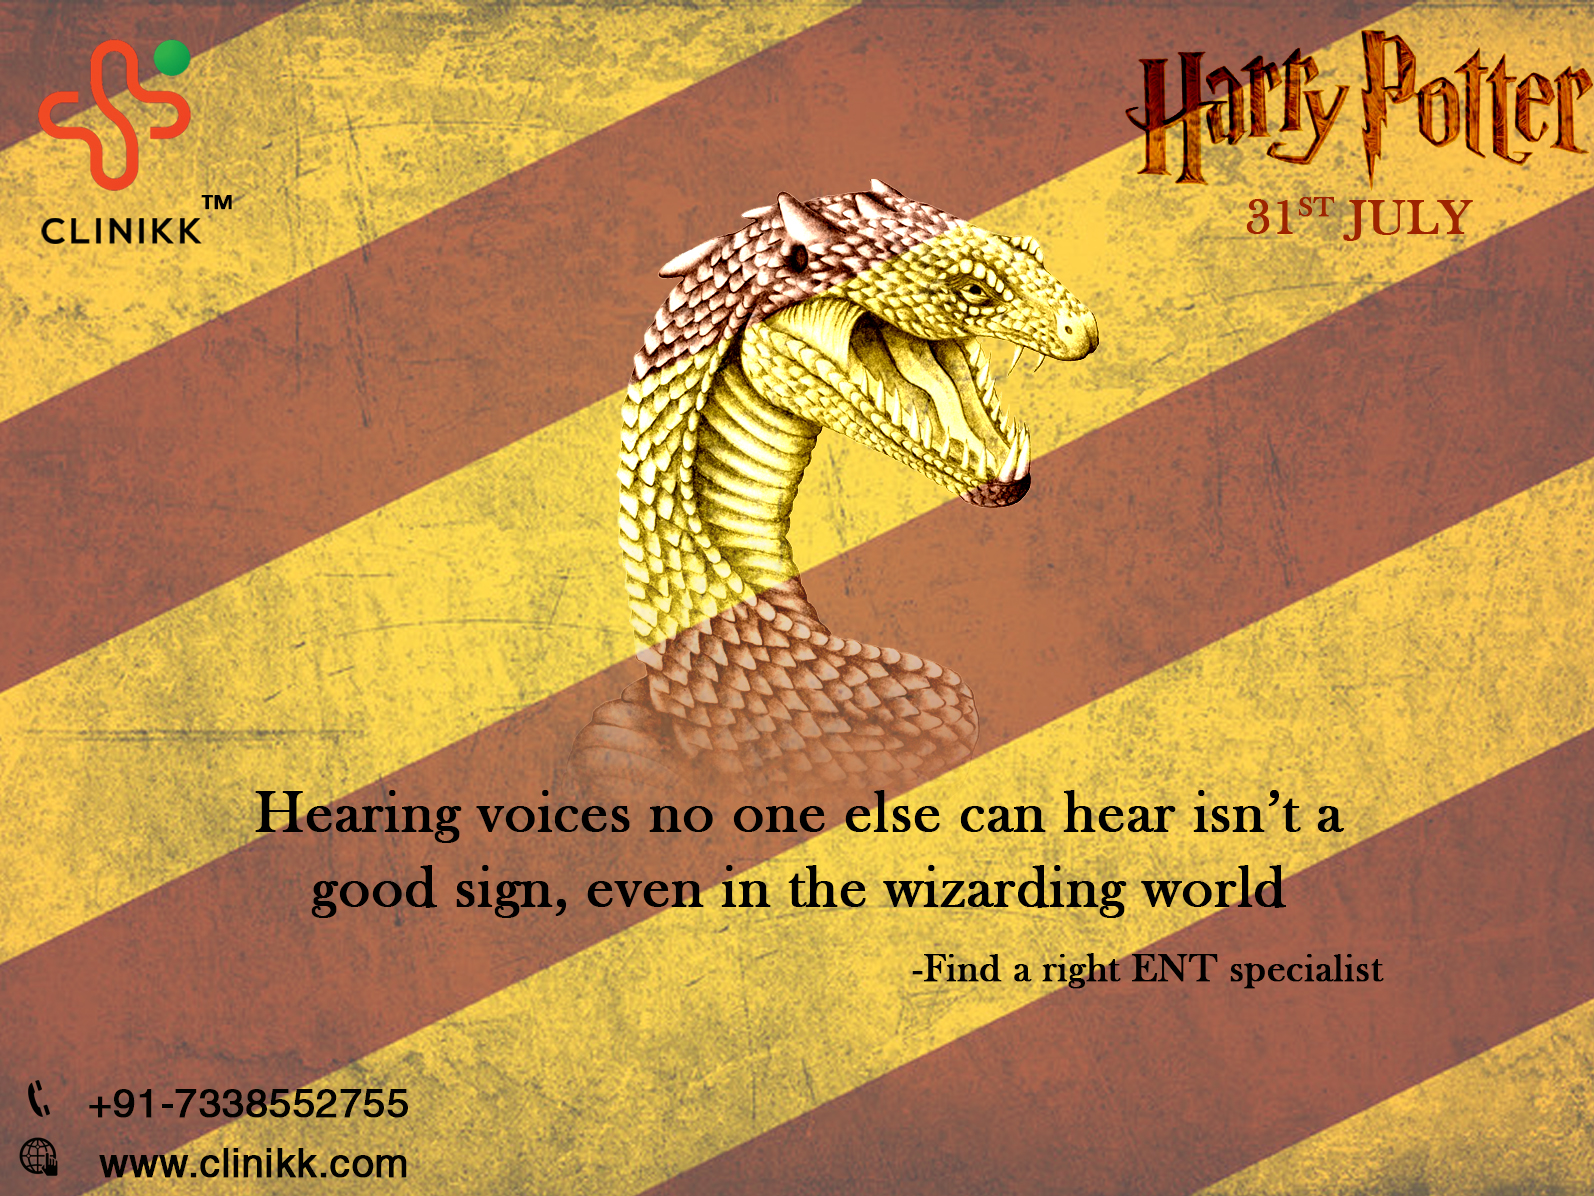 CLINIKK™
Harry Potter
31ST JULY
Hearing voices no one else can hear isn’t a
good sign, even in the wizarding world
-Find a right ENT specialist
+91-7338552755
www.clinikk.com